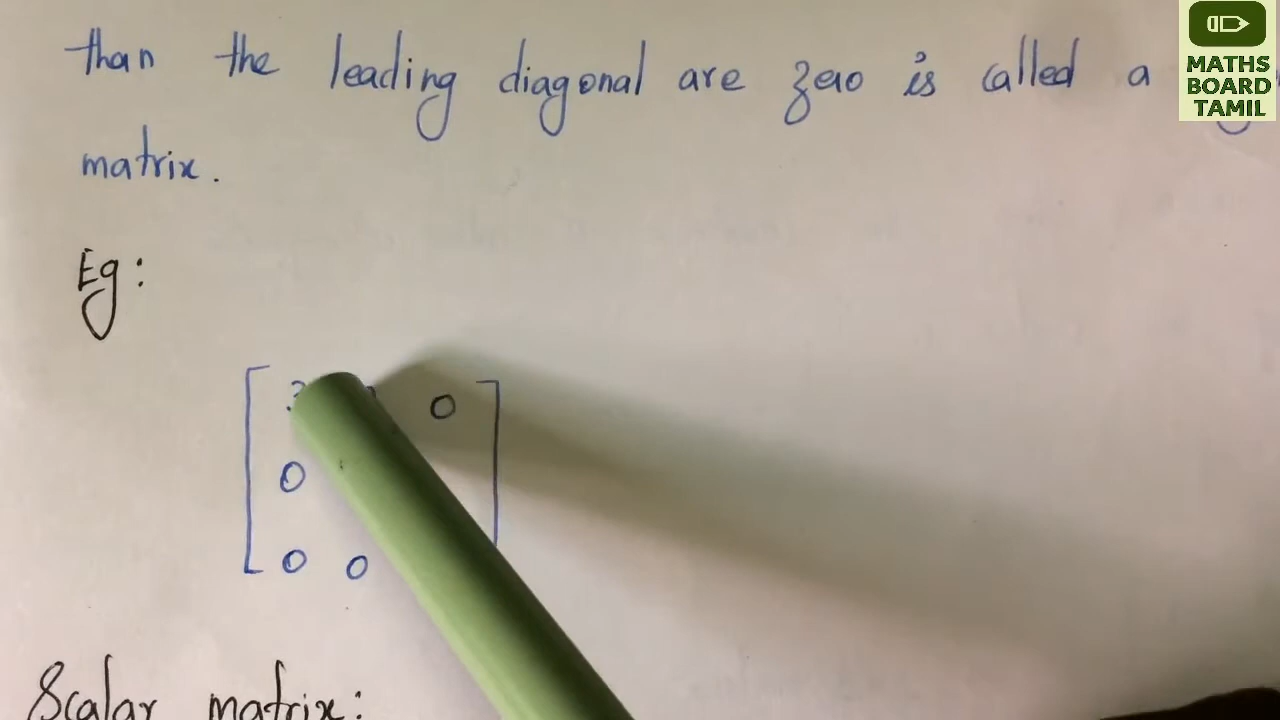 than the leading diagonal are zero is called a
matrix.
Eg:
0
0
0 0
Scalar matrix:
MATHS
BOARD
TAMIL